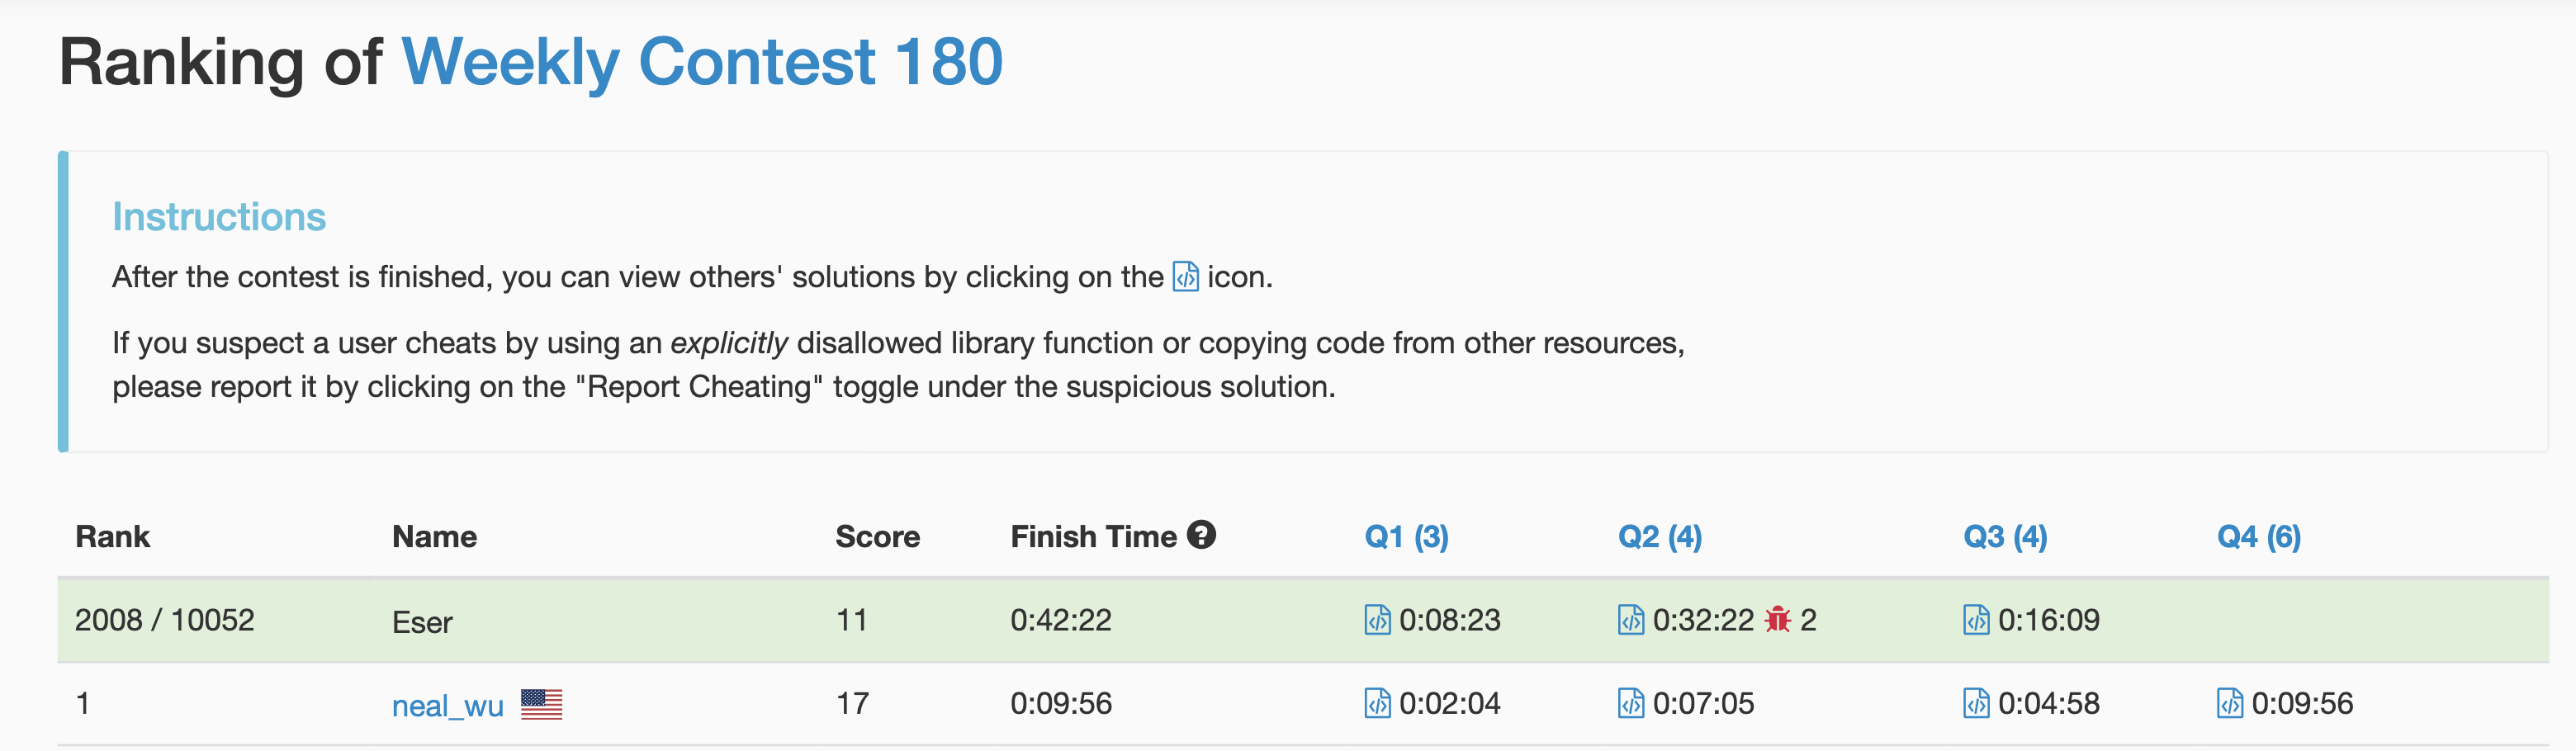 Ranking of Weekly Contest 180
Instructions
After the contest is finished, you can view others' solutions by clicking on the </> icon.
If you suspect a user cheats by using an explicitly disallowed library function or copying code from other resources,
please report it by clicking on the "Report Cheating" toggle under the suspicious solution.
Rank Name Score Finish Time ? Q1 (3) Q2 (4) Q3 (4) Q4 (6)
2008 / 10052 Eser 11 0:42:22 </> 0:08:23 </> 0:32:22 2 </> 0:16:09
1 neal_wu 17 0:09:56 </> 0:02:04 </> 0:07:05 </> 0:04:58 </> 0:09:56